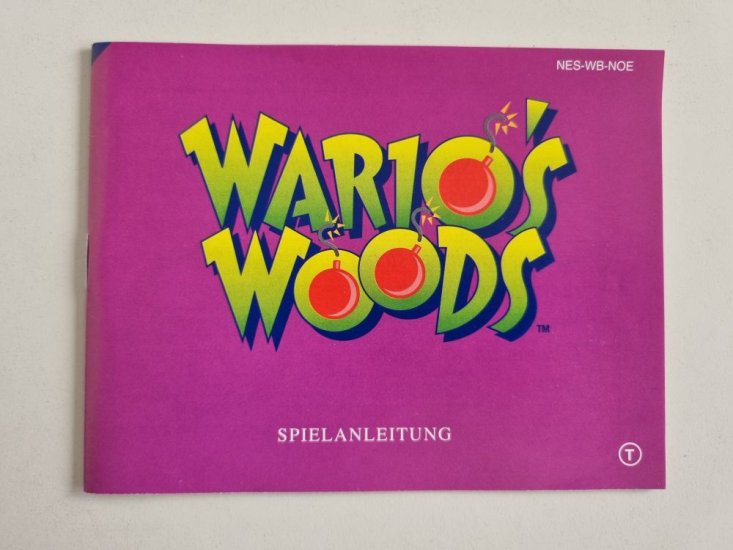 NES-WB-NOE
WARIO'S
WOODS
TM
SPIELANLEITUNG
T